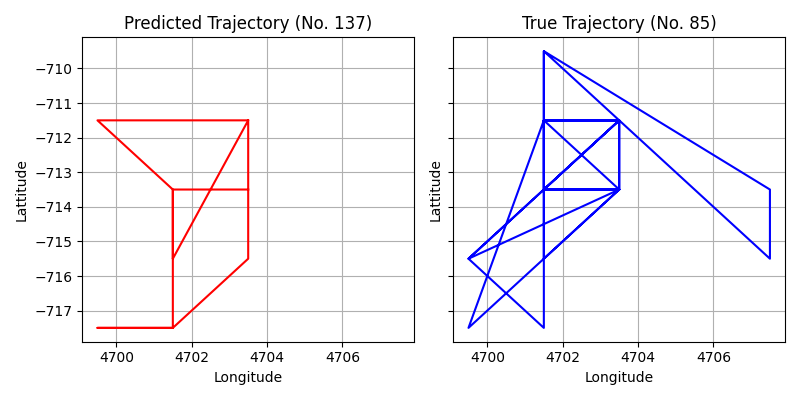 Predicted Trajectory (No. 137)
True Trajectory (No. 85)
Lattitude
−710
−711
−712
−713
−714
−715
−716
−717
4700
4702
4704
4706
Longitude
Lattitude
4700
4702
4704
4706
Longitude